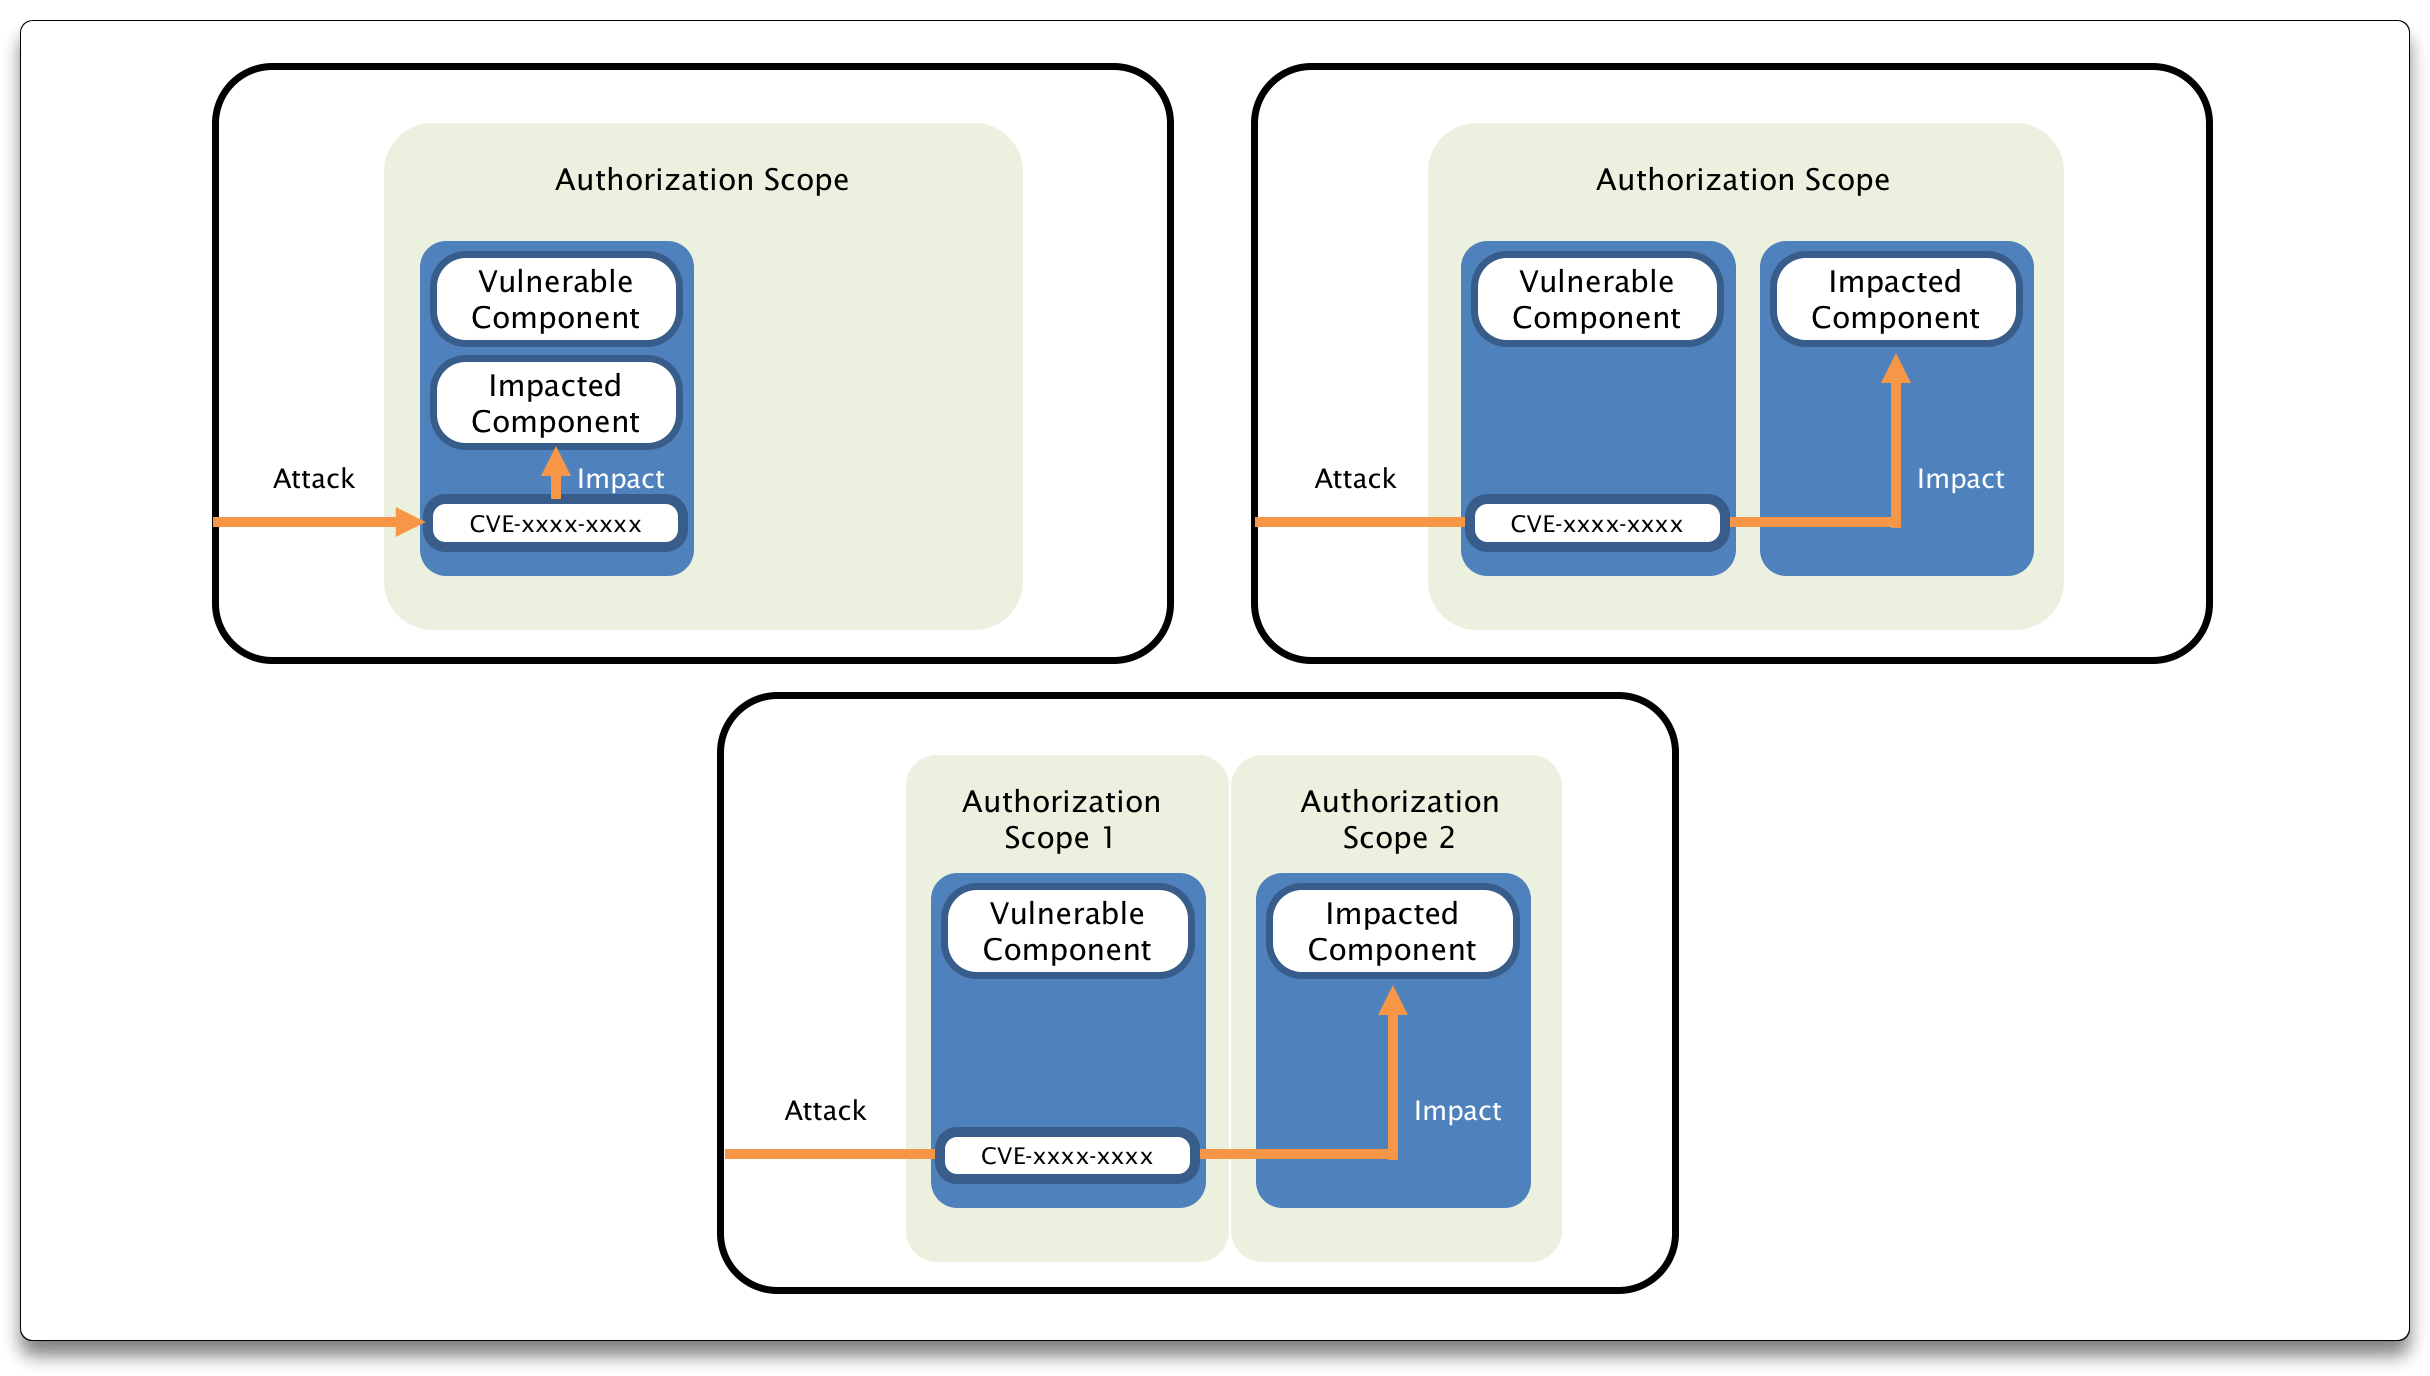 Authorization Scope
Vulnerable
Component
Impacted
Component
Attack
Impact
CVE-xxxx-xxxx
Authorization Scope
Vulnerable
Component
Impacted
Component
Attack
Impact
CVE-xxxx-xxxx
Authorization
Scope 1
Authorization
Scope 2
Vulnerable
Component
Impacted
Component
Attack
Impact
CVE-xxxx-xxxx